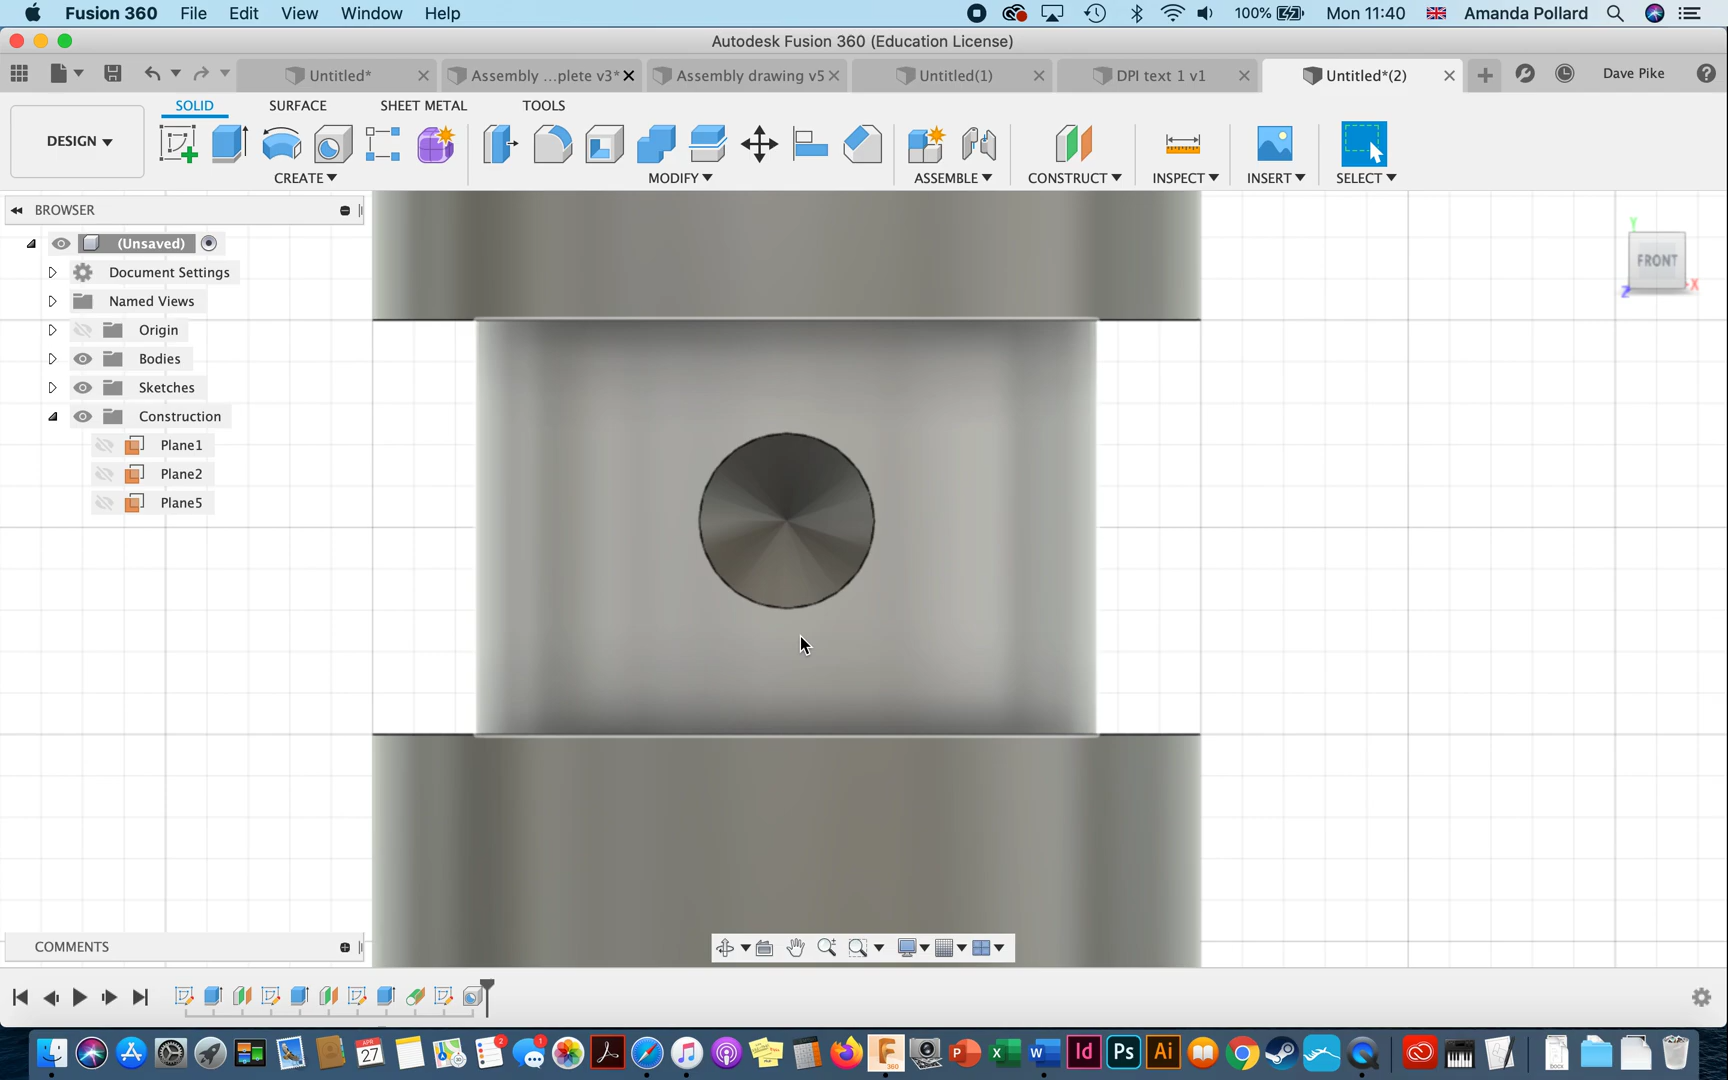 Fusion 360 File Edit View Window Help 100% Mon 11:40 Amanda Pollard
Autodesk Fusion 360 (Education License)
Untitled* Assembly ...plete v3* Assembly drawing v5 Untitled(1) DPI text 1 v1 Untitled*(2) Dave Pike
SOLID SURFACE SHEET METAL TOOLS
DESIGN
CREATE MODIFY ASSEMBLE CONSTRUCT INSPECT INSERT SELECT
BROWSER
(Unsaved)
Document Settings
Named Views
Origin
Bodies
Sketches
Construction
Plane1
Plane2
Plane5
Y
FRONT
X
Z
COMMENTS